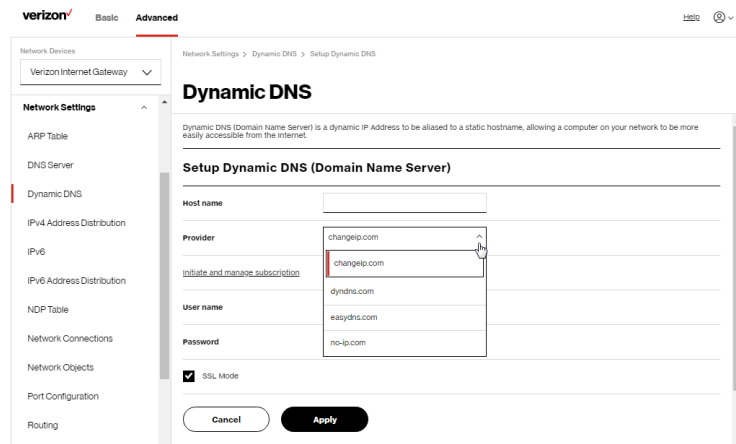 verizon✓
Basic
Advanced
Help
Network Devices
Verizon Internet Gateway
Network Settings
ARP Table
DNS Server
Dynamic DNS
IPv4 Address Distribution
IPv6
IPv6 Address Distribution
NDP Table
Network Connections
Network Objects
Port Configuration
Routing
Network Settings > Dynamic DNS > Setup Dynamic DNS
Dynamic DNS
Dynamic DNS (Domain Name Server) is a dynamic IP Address to be aliased to a static hostname, allowing a computer on your network to be more
easily accessible from the Internet.
Setup Dynamic DNS (Domain Name Server)
Host name
Provider
changeip.com
changeip.com
dyndns.com
easydns.com
no-ip.com
Initiate and manage subscription
User name
Password
SSL Mode
Cancel
Apply